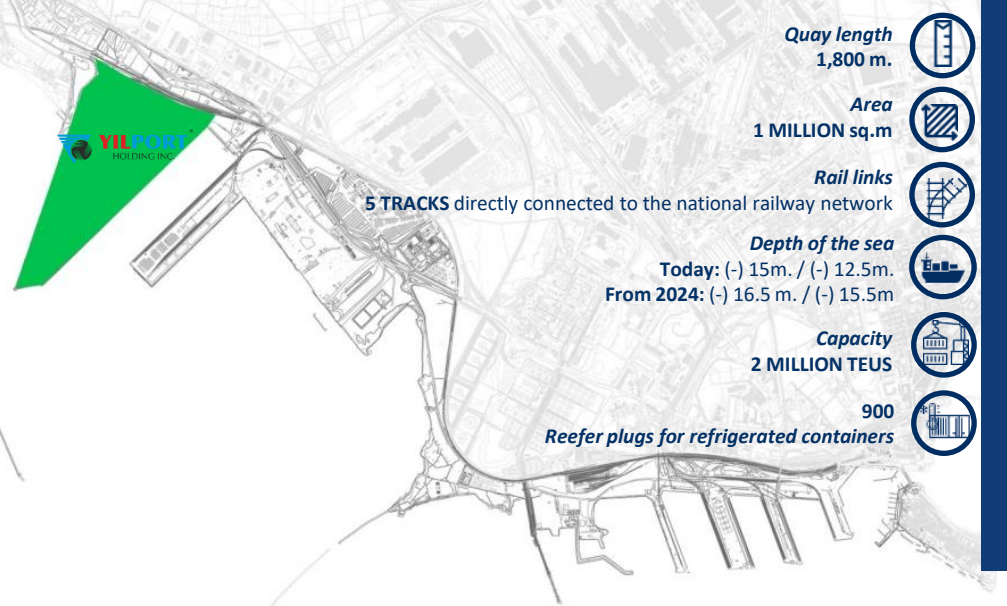 Quay length
1,800 m.
Area
1 MILLION sq.m
YILPORT
HOLDING INC.
Rail links
5 TRACKS directly connected to the national railway network
Depth of the sea
Today: (-) 15m. / (-) 12.5m.
From 2024: (-) 16.5 m. / (-) 15.5m
Capacity
2 MILLION TEUS
900
Reefer plugs for refrigerated containers